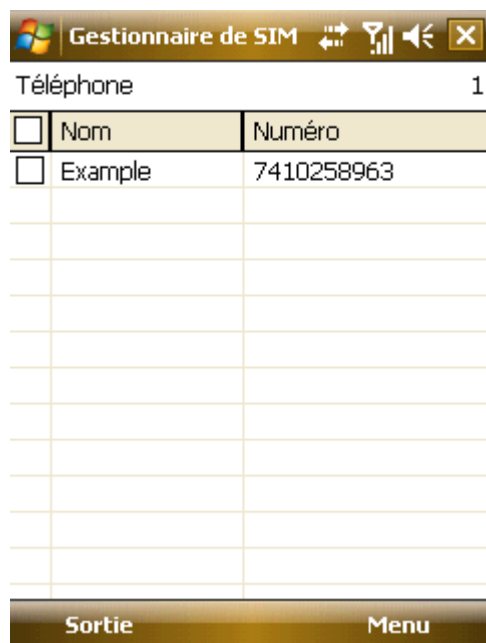 Gestionnaire de SIM
Téléphone 1
Nom Numéro
Example 7410258963
Sortie Menu